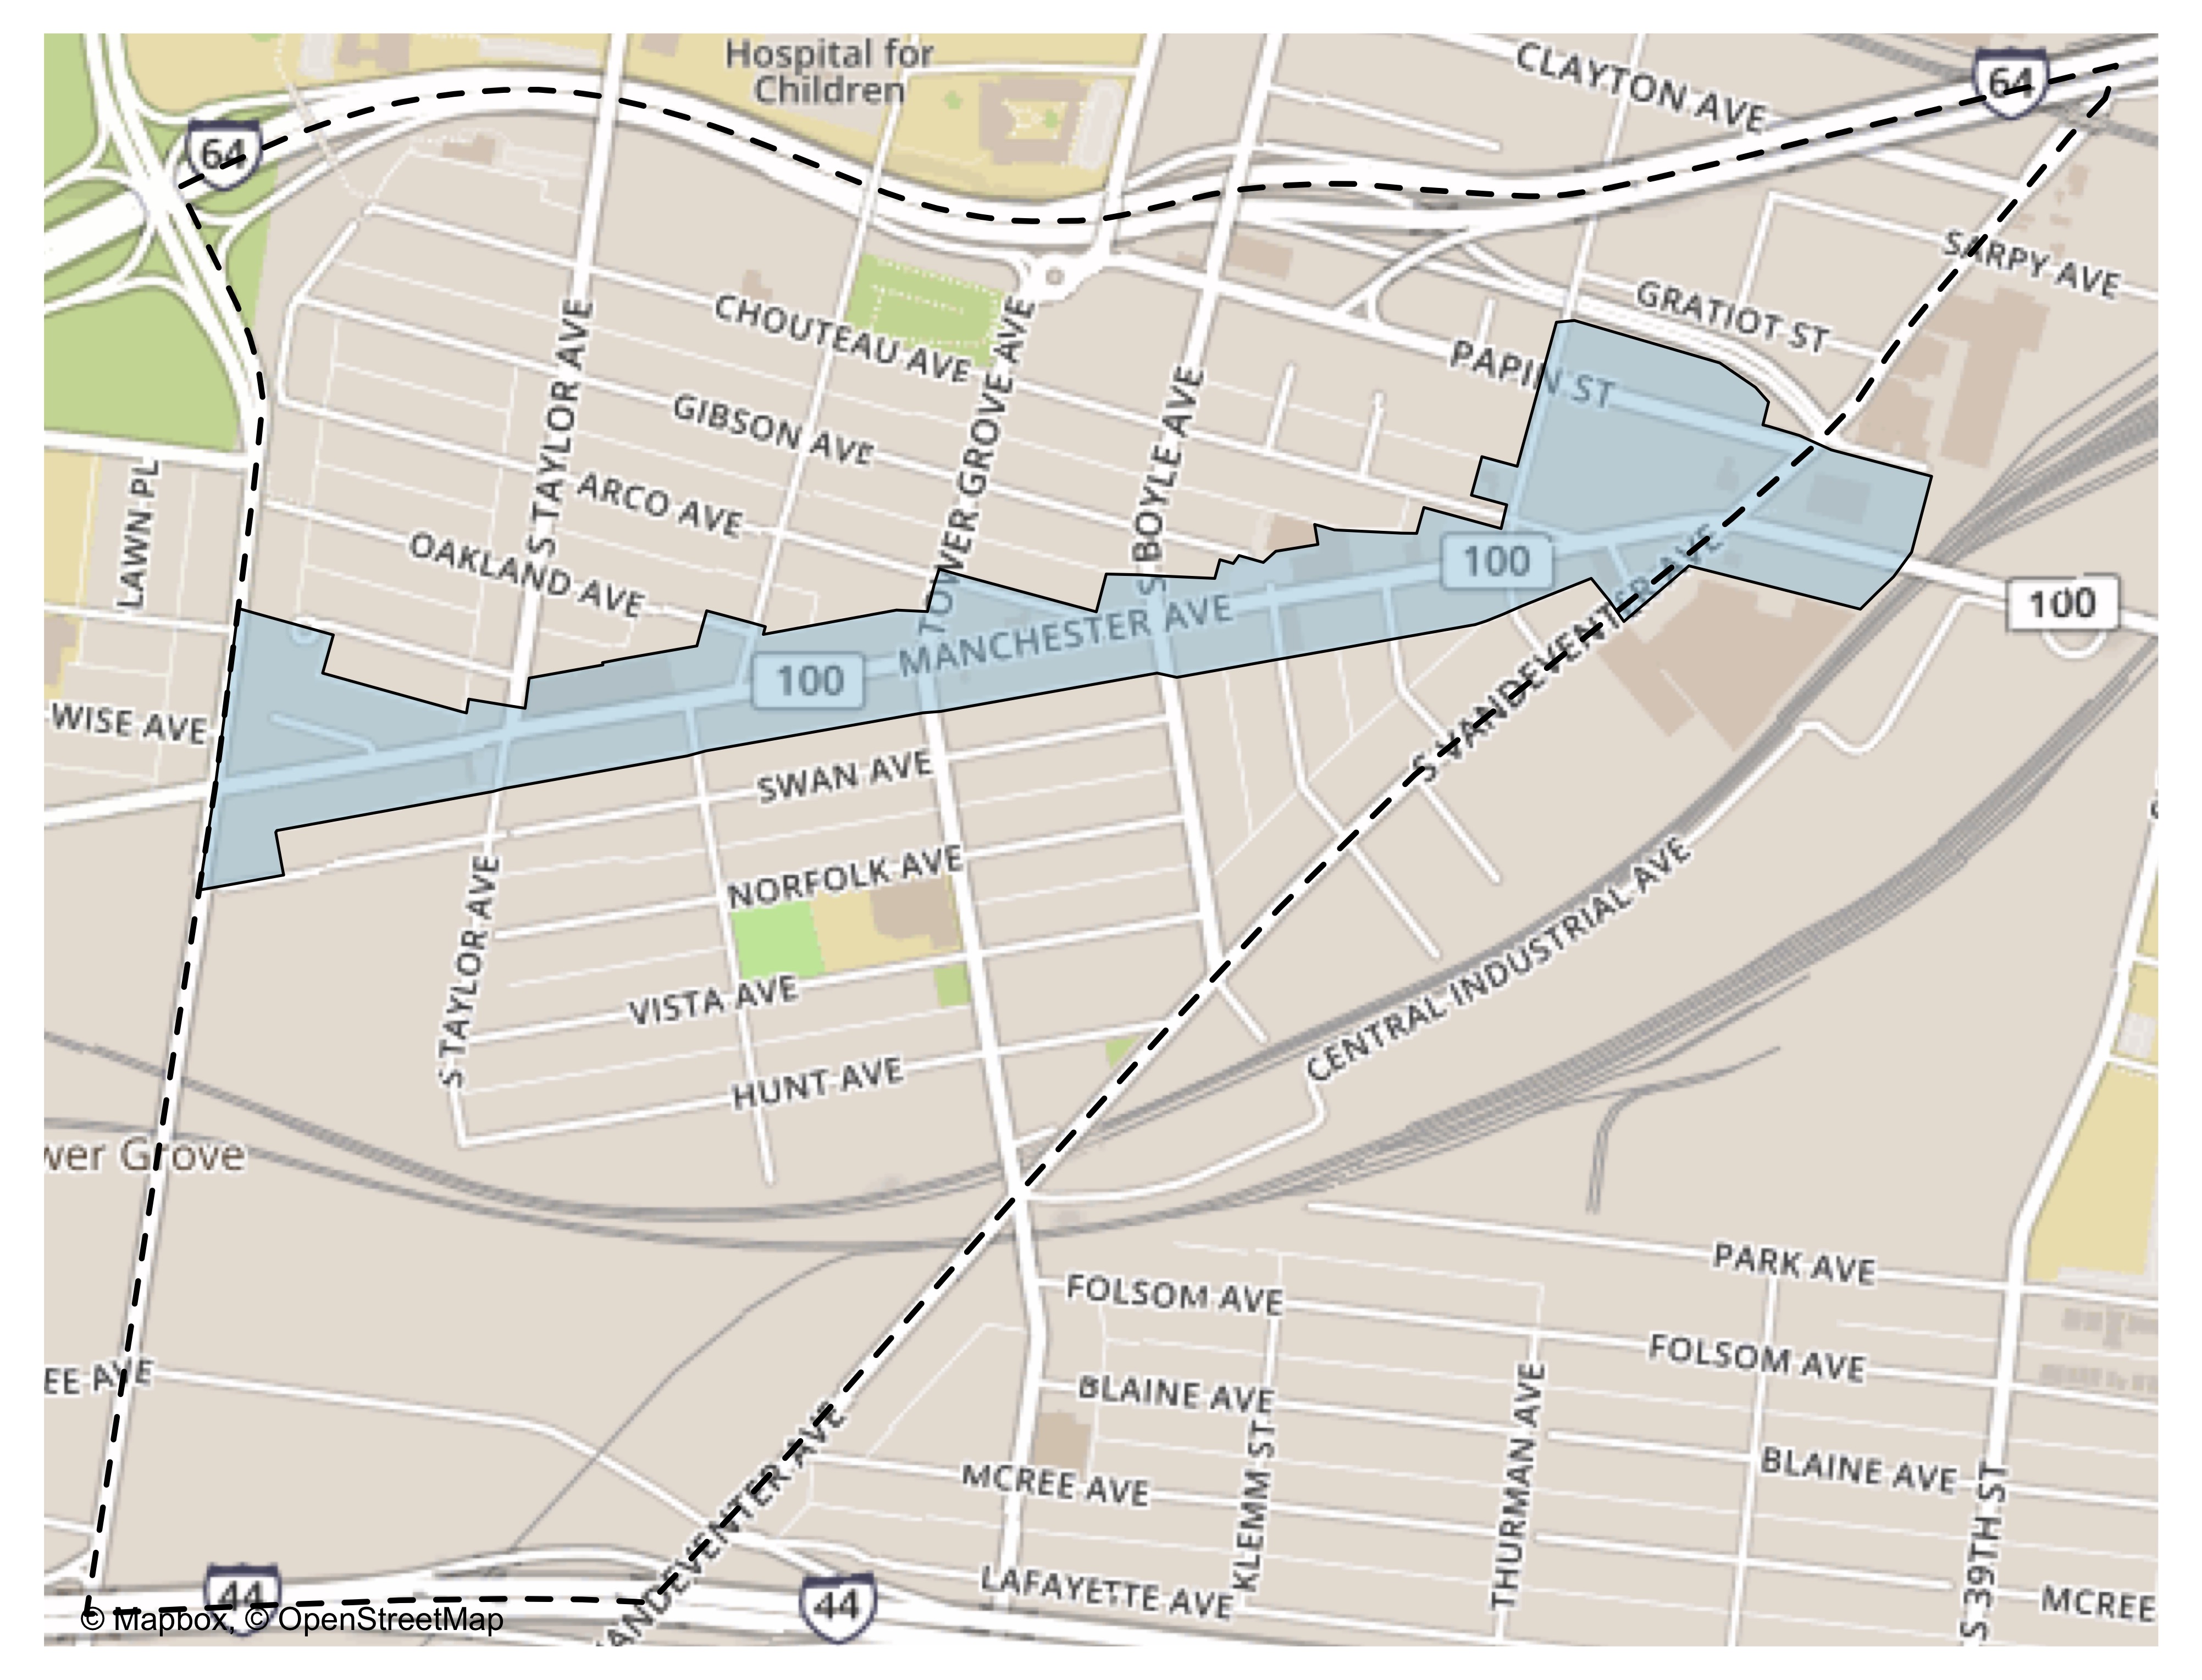 Hospital for
Children
CLAYTON AVE
64
64
SARPY AVE
GRATIOT ST
CHOUTEAU AVE
PAPIN ST
S TAYLOR AVE
TOWER GROVE AVE
S BOYLE AVE
GIBSON AVE
LAWN PL
ARCO AVE
OAKLAND AVE
100
100
MANCHESTER AVE
100
S VANDEVENTER AVE
WISE AVE
SWAN AVE
S TAYLOR AVE
NORFOLK AVE
CENTRAL INDUSTRIAL AVE
VISTA AVE
HUNT AVE
wer Grove
PARK AVE
FOLSOM AVE
FOLSOM AVE
EE AVE
BLAINE AVE
BLAINE AVE
KLEMM ST
THURMAN AVE
S 39TH ST
MCREE AVE
VANDEVENTER AVE
LAFAYETTE AVE
44
44
MCREE
© Mapbox, © OpenStreetMap